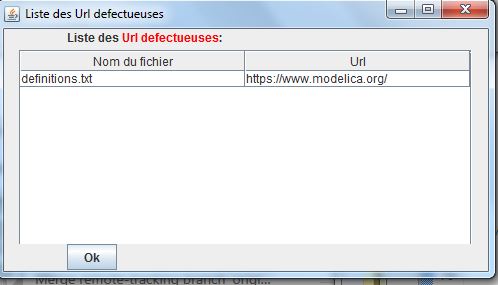 Liste des Url defectueuses
Liste des Url defectueuses:
Nom du fichier Url
definitions.txt https://www.modelica.org/
Ok
Merge remote-tracking branch 'origi...